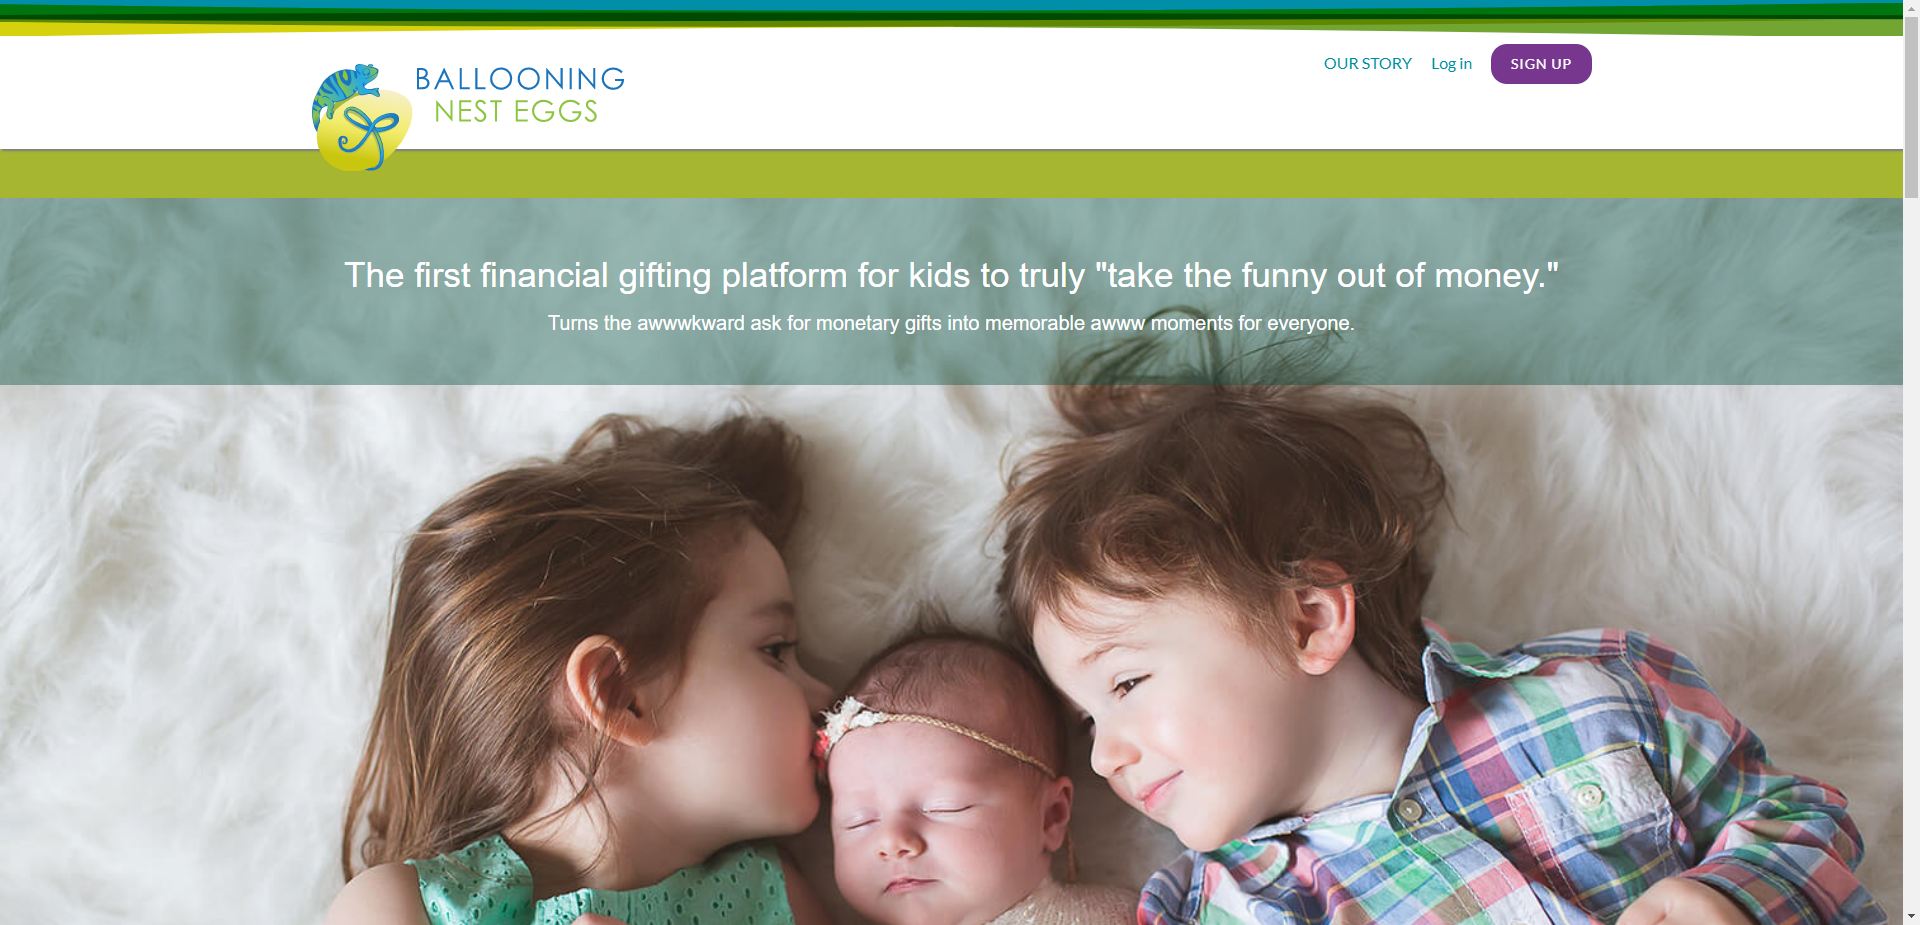 OUR STORY Log in SIGN UP
BALLOONING
NEST EGGS
The first financial gifting platform for kids to truly "take the funny out of money."
Turns the awwwkward ask for monetary gifts into memorable awww moments for everyone.